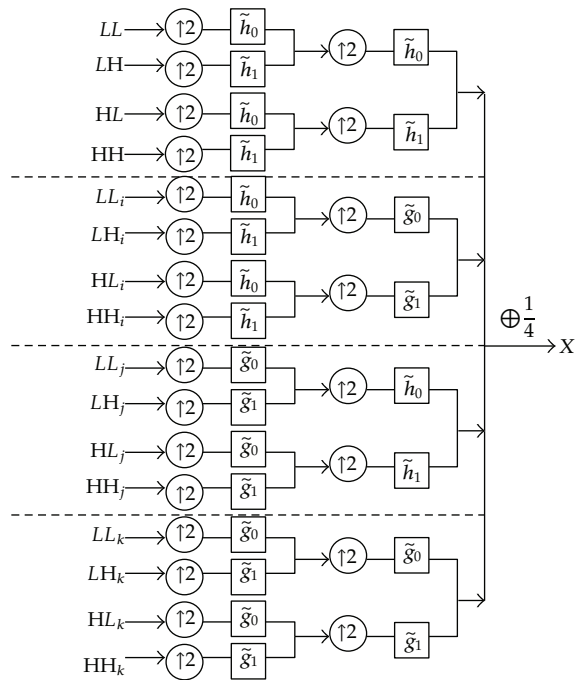 LL ↑2 h̃₀
↑2 h̃₀
LH ↑2 h̃₁
HL ↑2 h̃₀
↑2 h̃₁
HH ↑2 h̃₁
LLᵢ ↑2 h̃₀
↑2 g̃₀
LHᵢ ↑2 h̃₁
HLᵢ ↑2 h̃₀
↑2 g̃₁
HHᵢ ↑2 h̃₁
⊕ 1/4
X
LLⱼ ↑2 g̃₀
↑2 h̃₀
LHⱼ ↑2 g̃₁
HLⱼ ↑2 g̃₀
↑2 h̃₁
HHⱼ ↑2 g̃₁
LLₖ ↑2 g̃₀
↑2 g̃₀
LHₖ ↑2 g̃₁
HLₖ ↑2 g̃₀
↑2 g̃₁
HHₖ ↑2 g̃₁